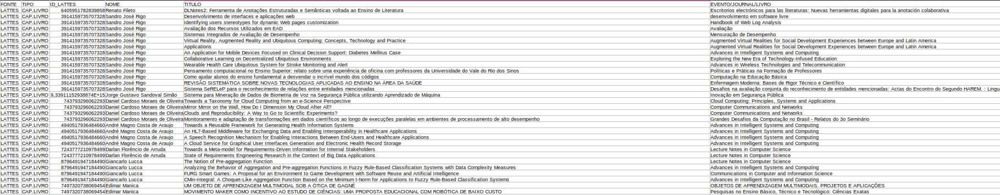 FONTE TIPO ID_LATTES NOME TITULO EVENTO/JOURNAL/LIVRO
LATTES CAP.LIVRO 6405951782839858 Renato Fileto DLNotes2: Ferramenta de Anotações Estruturadas e Semânticas voltada ao Ensino de Literatura Escritorios electrónicos para las literaturas: Nuevas herramientas digitales para la anotación colaborativa
LATTES CAP.LIVRO 3914159735707328 Sandro José Rigo Desenvolvimento de interfaces e aplicações web desenvolvimento em software livre
LATTES CAP.LIVRO 3914159735707328 Sandro José Rigo Identifying users stereotypes for dynamic Web pages customization Handbook of Web Log Analysis
LATTES CAP.LIVRO 3914159735707328 Sandro José Rigo Avaliação dos Recursos Utilizados em EAD Avaliação
LATTES CAP.LIVRO 3914159735707328 Sandro José Rigo Sistemas Integrados de Avaliação de Desempenho Mensuração de Desempenho
LATTES CAP.LIVRO 3914159735707328 Sandro José Rigo Virtual Reality, Augmented Reality and Ubiquitous Computing: Concepts, Technology and Practice Augmented Virtual Realities for Social Development Experiences between Europe and Latin America
LATTES CAP.LIVRO 3914159735707328 Sandro José Rigo Applications Augmented Virtual Realities for Social Development Experiences between Europe and Latin America
LATTES CAP.LIVRO 3914159735707328 Sandro José Rigo An Application for Mobile Devices Focused on Clinical Decision Support: Diabetes Mellitus Case Advances in Intelligent Systems and Computing
LATTES CAP.LIVRO 3914159735707328 Sandro José Rigo Collaborative Learning on Decentralized Ubiquitous Environments Exploring the New Era of Technology-Infused Education
LATTES CAP.LIVRO 3914159735707328 Sandro José Rigo Wearable Health Care Ubiquitous System for Stroke Monitoring and Alert Advances in Wireless Technologies and Telecommunication
LATTES CAP.LIVRO 3914159735707328 Sandro José Rigo Pensamento computacional no Ensino Superior: relato sobre uma experiência de oficina com professores da Universidade do Vale do Rio dos Sinos Políticas e Práticas na Formação de Professores
LATTES CAP.LIVRO 3914159735707328 Sandro José Rigo Como ajudar alunos do ensino fundamental a desvendar o incrível mundo dos códigos Computação na Educação Básica
LATTES CAP.LIVRO 3914159735707328 Sandro José Rigo REVISÃO SISTEMÁTICA SOBRE NOVAS TECNOLOGIAS APLICADAS AO ENSINO NA ÁREA DA SAÚDE Enfermagem Moderna: Bases de Rigor Técnico e Científico
LATTES CAP.LIVRO 3914159735707328 Sandro José Rigo Sistema SeRELeP para o reconhecimento de relações entre entidades mencionadas Desafios na avaliação conjunta do reconhecimento de entidades mencionadas: Actas do Encontro do Segundo HAREM. : Lingu
LATTES CAP.LIVRO 9,33911152938874E+15 Jorge Gustavo Sandoval Simão Sistema para Mineração de Dados de Biometria de Voz na Segurança Pública utilizando Aprendizado de Máquina Inovação em Segurança Pública
LATTES CAP.LIVRO 743793296062293 Daniel Cardoso Moraes de Oliveira Towards a Taxonomy for Cloud Computing from an e-Science Perspective Cloud Computing: Principles, Systems and Applications
LATTES CAP.LIVRO 743793296062293 Daniel Cardoso Moraes de Oliveira Mirror Mirror on the Wall, How Do I Dimension My Cloud After All? Computer Communications and Networks
LATTES CAP.LIVRO 743793296062293 Daniel Cardoso Moraes de Oliveira Clouds and Reproducibility: A Way to Go to Scientific Experiments? Computer Communications and Networks
LATTES CAP.LIVRO 743793296062293 Daniel Cardoso Moraes de Oliveira Monitoramento e adaptação de transformações em dados científicos ao longo de execuções paralelas em ambientes de processamento de alto desempenho Grandes Desafios da Computação no Brasil - Relatos do 3o Seminário
LATTES CAP.LIVRO 4940517936484660 André Magno Costa de Araujo Towards a Reusable Framework for Generating Health Information Systems Advances in Intelligent Systems and Computing
LATTES CAP.LIVRO 4940517936484660 André Magno Costa de Araujo An HL7-Based Middleware for Exchanging Data and Enabling Interoperability in Healthcare Applications Advances in Intelligent Systems and Computing
LATTES CAP.LIVRO 4940517936484660 André Magno Costa de Araujo A Speech Recognition Mechanism for Enabling Interactions Between End-Users and Healthcare Applications Advances in Intelligent Systems and Computing
LATTES CAP.LIVRO 4940517936484660 André Magno Costa de Araujo A Cloud Service for Graphical User Interfaces Generation and Electronic Health Record Storage Advances in Intelligent Systems and Computing
LATTES CAP.LIVRO 7243777210978499 Darlan Florêncio de Arruda Towards a Meta-model for Requirements-Driven Information for Internal Stakeholders Lecture Notes in Computer Science
LATTES CAP.LIVRO 7243777210978499 Darlan Florêncio de Arruda State of Requirements Engineering Research in the Context of Big Data Applications Lecture Notes in Computer Science
LATTES CAP.LIVRO 8796491947184490 Giancarlo Lucca The Notion of Pre-aggregation Function Lecture Notes in Computer Science
LATTES CAP.LIVRO 8796491947184490 Giancarlo Lucca Analyzing the Behavior of Aggregation and Pre-aggregation Functions in Fuzzy Rule-Based Classification Systems with Data Complexity Measures Advances in Intelligent Systems and Computing
LATTES CAP.LIVRO 8796491947184490 Giancarlo Lucca FURG Smart Games: A Proposal for an Environment to Game Development with Software Reuse and Artificial Intelligence Communications in Computer and Information Science
LATTES CAP.LIVRO 8796491947184490 Giancarlo Lucca CMin-Integral: A Choquet-Like Aggregation Function Based on the Minimum t-Norm for Applications to Fuzzy Rule-Based Classification Systems Advances in Intelligent Systems and Computing
LATTES CAP.LIVRO 7497320738069454 Edimar Manica UM OBJETO DE APRENDIZAGEM MULTIMODAL SOB A ÓTICA DE GAGNÉ OBJETOS DE APRENDIZAGEM MULTIMODAIS. PROJETOS E APLICAÇÕES
LATTES CAP.LIVRO 7497320738069454 Edimar Manica MOVIMENTO MAKER COMO INCENTIVO AO ESTUDO DE CIÊNCIAS: UMA PROPOSTA EDUCACIONAL COM ROBÓTICA DE BAIXO CUSTO Pesquisas no Ensino Básico, Técnico e Tecnológico: Ciências Exatas